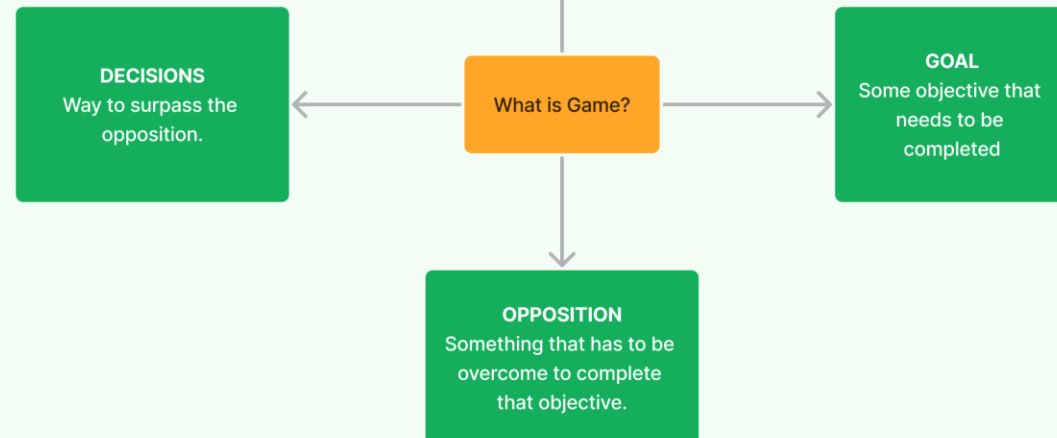 DECISIONS
Way to surpass the
opposition.
What is Game?
GOAL
Some objective that
needs to be
completed
OPPOSITION
Something that has to be
overcome to complete
that objective.